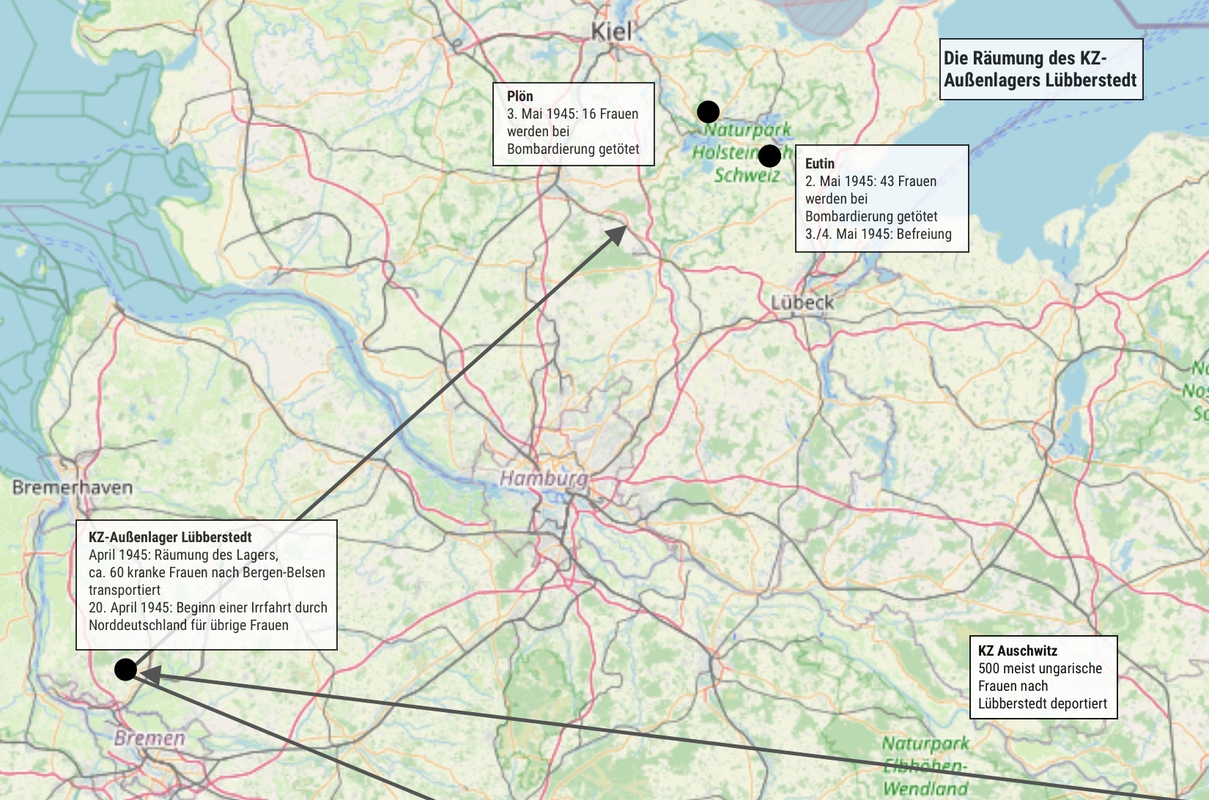 Kiel
Die Räumung des KZ-
Außenlagers Lübberstedt
Plön
3. Mai 1945: 16 Frauen
werden bei
Bombardierung getötet
Naturpark
Schweiz
Eutin
2. Mai 1945: 43 Frauen
werden bei
Bombardierung getötet
3./4. Mai 1945: Befreiung
Lübeck
Hamburg
Bremerhaven
KZ-Außenlager Lübberstedt
April 1945: Räumung des Lagers,
ca. 60 kranke Frauen nach Bergen-Belsen
transportiert
20. April 1945: Beginn einer Irrfahrt durch
Norddeutschland für übrige Frauen
KZ Auschwitz
500 meist ungarische
Frauen nach
Lübberstedt deportiert
Bremen
Naturpark
Elbhöhen-
Wendland